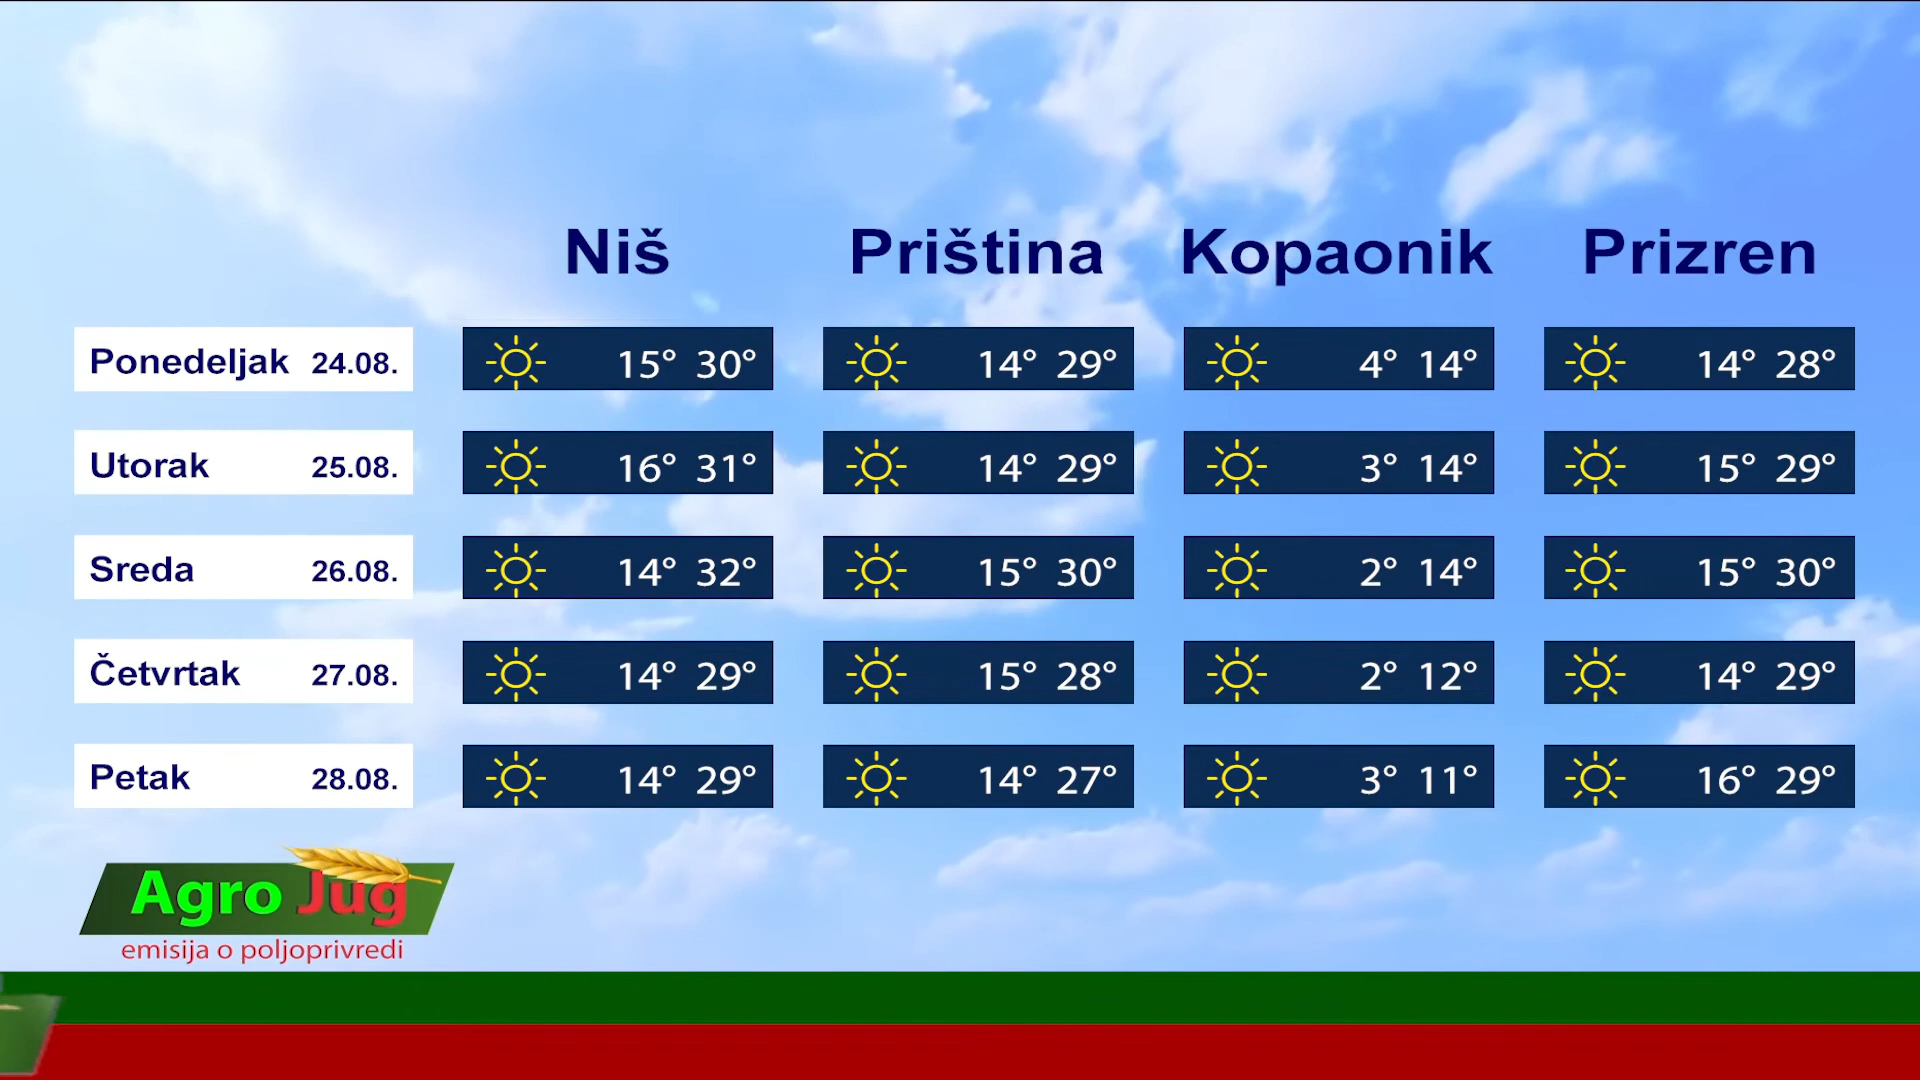 Niš Priština Kopaonik Prizren
Ponedeljak 24.08. 15° 30° 14° 29° 4° 14° 14° 28°
Utorak 25.08. 16° 31° 14° 29° 3° 14° 15° 29°
Sreda 26.08. 14° 32° 15° 30° 2° 14° 15° 30°
Četvrtak 27.08. 14° 29° 15° 28° 2° 12° 14° 29°
Petak 28.08. 14° 29° 14° 27° 3° 11° 16° 29°
Agro Jug
emisija o poljoprivredi